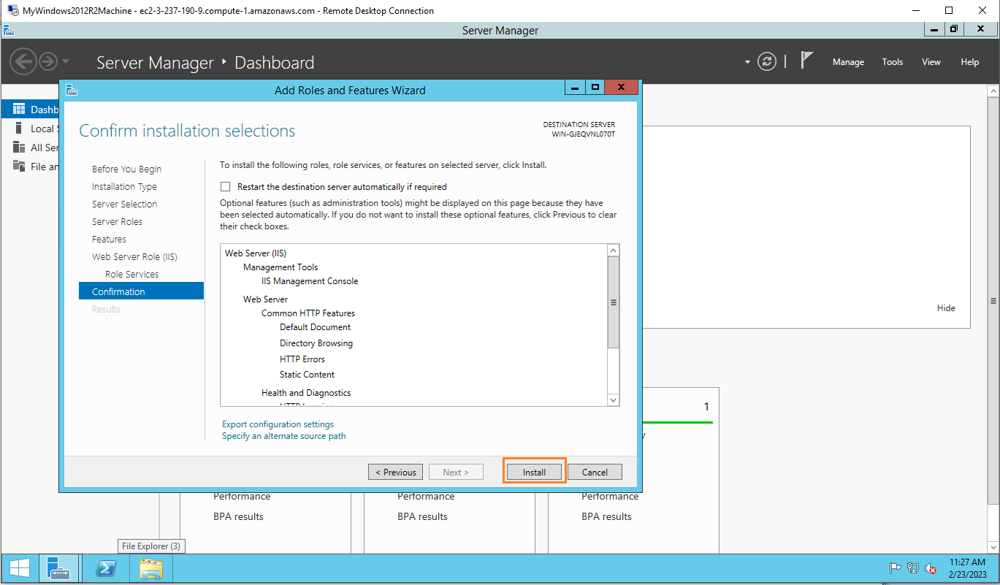 MyWindows2012R2Machine - ec2-3-237-190-9.compute-1.amazonaws.com - Remote Desktop Connection
Server Manager
Server Manager
Dashboard
Manage
Tools
View
Help
Add Roles and Features Wizard
Dashb
Local S
All Ser
File an
Confirm installation selections
DESTINATION SERVER
WIN-GJEQVNL070T
Before You Begin
Installation Type
Server Selection
Server Roles
Features
Web Server Role (IIS)
Role Services
Confirmation
Results
To install the following roles, role services, or features on selected server, click Install.
Restart the destination server automatically if required
Optional features (such as administration tools) might be displayed on this page because they have
been selected automatically. If you do not want to install these optional features, click Previous to clear
their check boxes.
Web Server (IIS)
Management Tools
IIS Management Console
Web Server
Common HTTP Features
Default Document
Directory Browsing
HTTP Errors
Static Content
Health and Diagnostics
Export configuration settings
Specify an alternate source path
< Previous
Next >
Install
Cancel
Hide
1
Performance
BPA results
Performance
BPA results
Performance
BPA results
File Explorer (3)
11:27 AM
2/23/2023